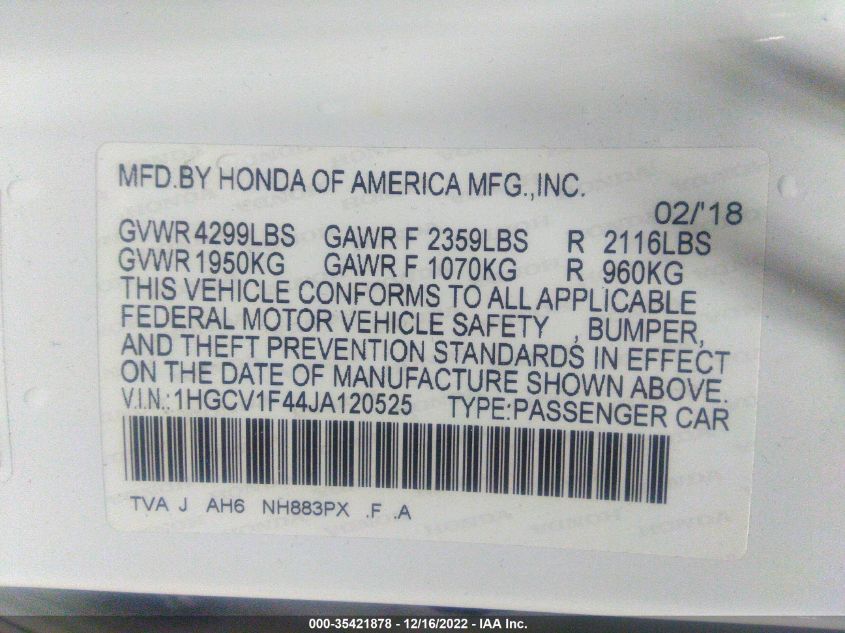 MFD.BY HONDA OF AMERICA MFG.,INC.
02/'18
GVWR 4299LBS GAWR F 2359LBS R 2116LBS
GVWR 1950KG GAWR F 1070KG R 960KG
THIS VEHICLE CONFORMS TO ALL APPLICABLE
FEDERAL MOTOR VEHICLE SAFETY , BUMPER,
AND THEFT PREVENTION STANDARDS IN EFFECT
ON THE DATE OF MANUFACTURE SHOWN ABOVE.
V.I.N.:1HGCV1F44JA120525 TYPE:PASSENGER CAR
TVA J AH6 NH883PX .F .A
000-35421878 - 12/16/2022 - IAA Inc.